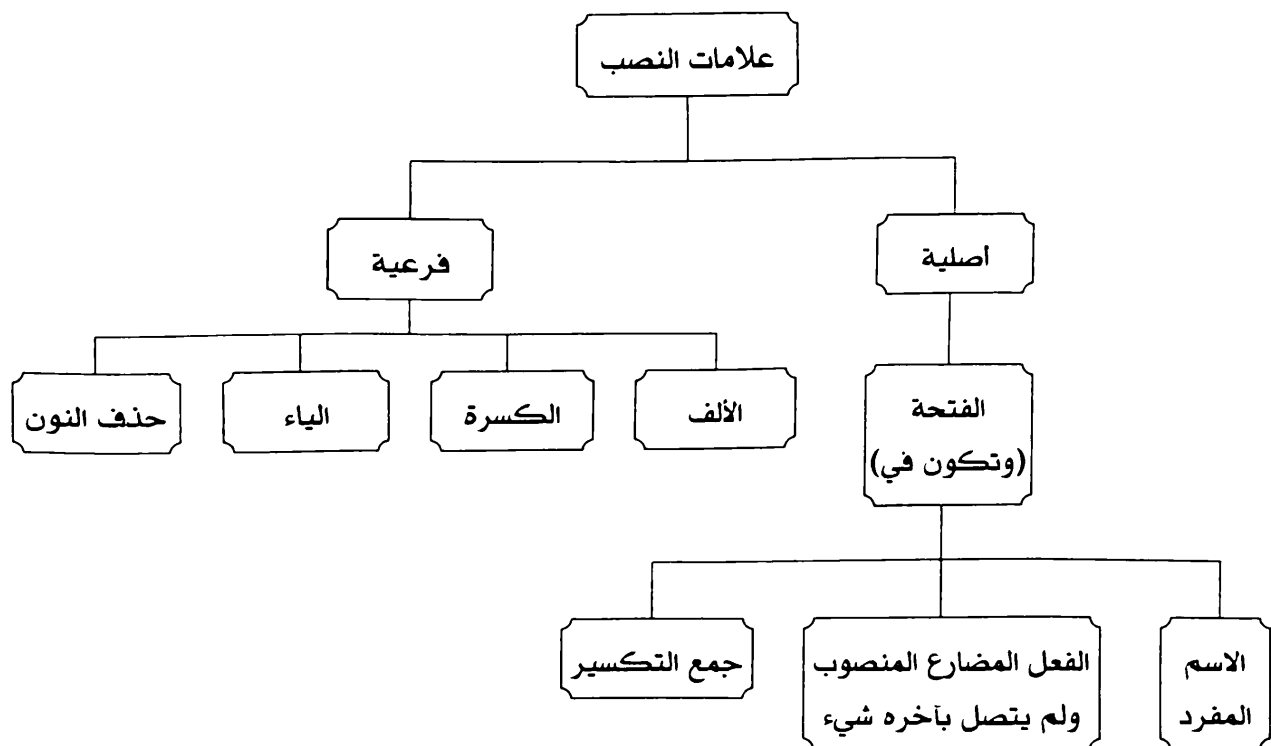 علامات النصب
أصلية
فرعية
الألف
الكسرة
الياء
حذف النون
الفتحة
(وتكون في)
الاسم
المفرد
الفعل المضارع المنصوب
ولم يتصل بآخره شيء
جمع التكسير